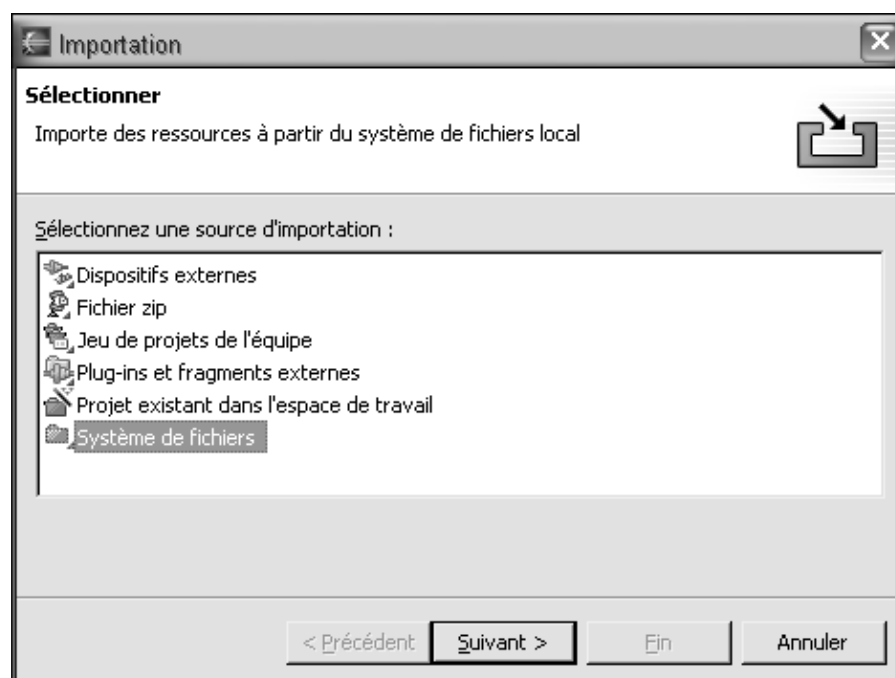 Importation
Sélectionner
Importe des ressources à partir du système de fichiers local
Sélectionnez une source d'importation :
Dispositifs externes
Fichier zip
Jeu de projets de l'équipe
Plug-ins et fragments externes
Projet existant dans l'espace de travail
Système de fichiers
< Précédent Suivant > Fin Annuler